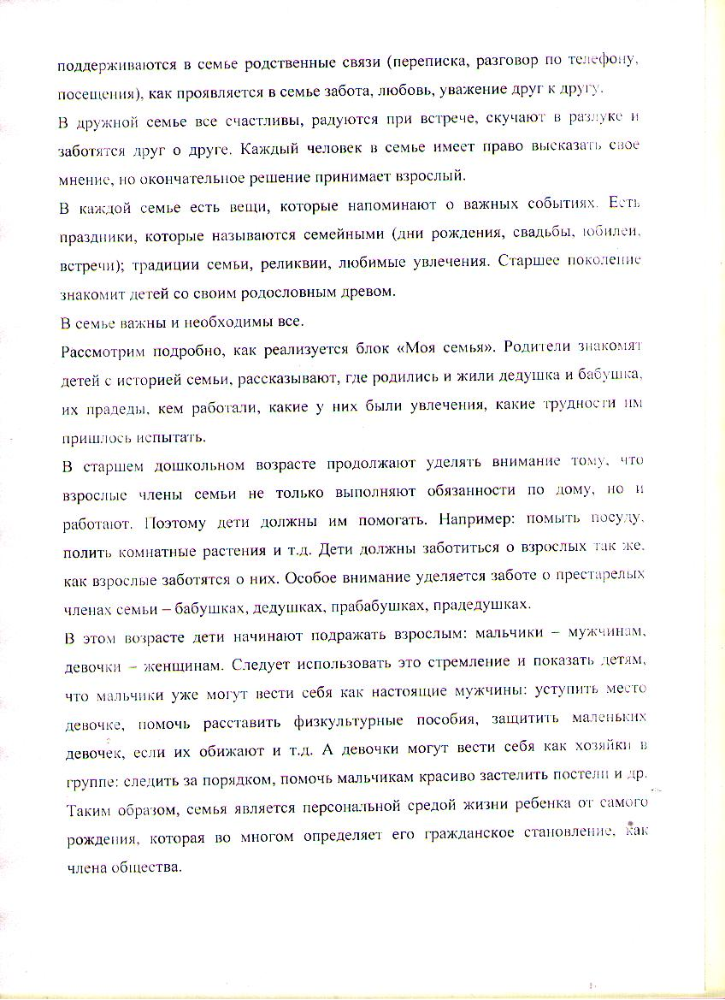 поддерживаются в семье родственные связи (переписка, разговор по телефону,
посещения), как проявляется в семье забота, любовь, уважение друг к другу.
В дружной семье все счастливы, радуются при встрече, скучают в разлуке и
заботятся друг о друге. Каждый человек в семье имеет право высказать свое
мнение, но окончательное решение принимает взрослый.
В каждой семье есть вещи, которые напоминают о важных событиях. Есть
праздники, которые называются семейными (дни рождения, свадьбы, юбилеи,
встречи); традиции семьи, реликвии, любимые увлечения. Старшее поколение
знакомит детей со своим родословным древом.
В семье важны и необходимы все.
Рассмотрим подробно, как реализуется блок «Моя семья». Родители знакомят
детей с историей семьи, рассказывают, где родились и жили дедушка и бабушка,
их прадеды, кем работали, какие у них были увлечения, какие трудности им
пришлось испытать.
В старшем дошкольном возрасте продолжают уделять внимание тому, что
взрослые члены семьи не только выполняют обязанности по дому, но и
работают. Поэтому дети должны им помогать. Например: помыть посуду,
полить комнатные растения и т.д. Дети должны заботиться о взрослых так же,
как взрослые заботятся о них. Особое внимание уделяется заботе о престарелых
членах семьи – бабушках, дедушках, прабабушках, прадедушках.
В этом возрасте дети начинают подражать взрослым: мальчики – мужчинам,
девочки – женщинам. Следует использовать это стремление и показать детям,
что мальчики уже могут вести себя как настоящие мужчины: уступить место
девочке, помочь расставить физкультурные пособия, защитить маленьких
девочек, если их обижают и т.д. А девочки могут вести себя как хозяйки в
группе: следить за порядком, помочь мальчикам красиво застелить постели и др.
Таким образом, семья является персональной средой жизни ребенка от самого
рождения, которая во многом определяет его гражданское становление, как
члена общества.